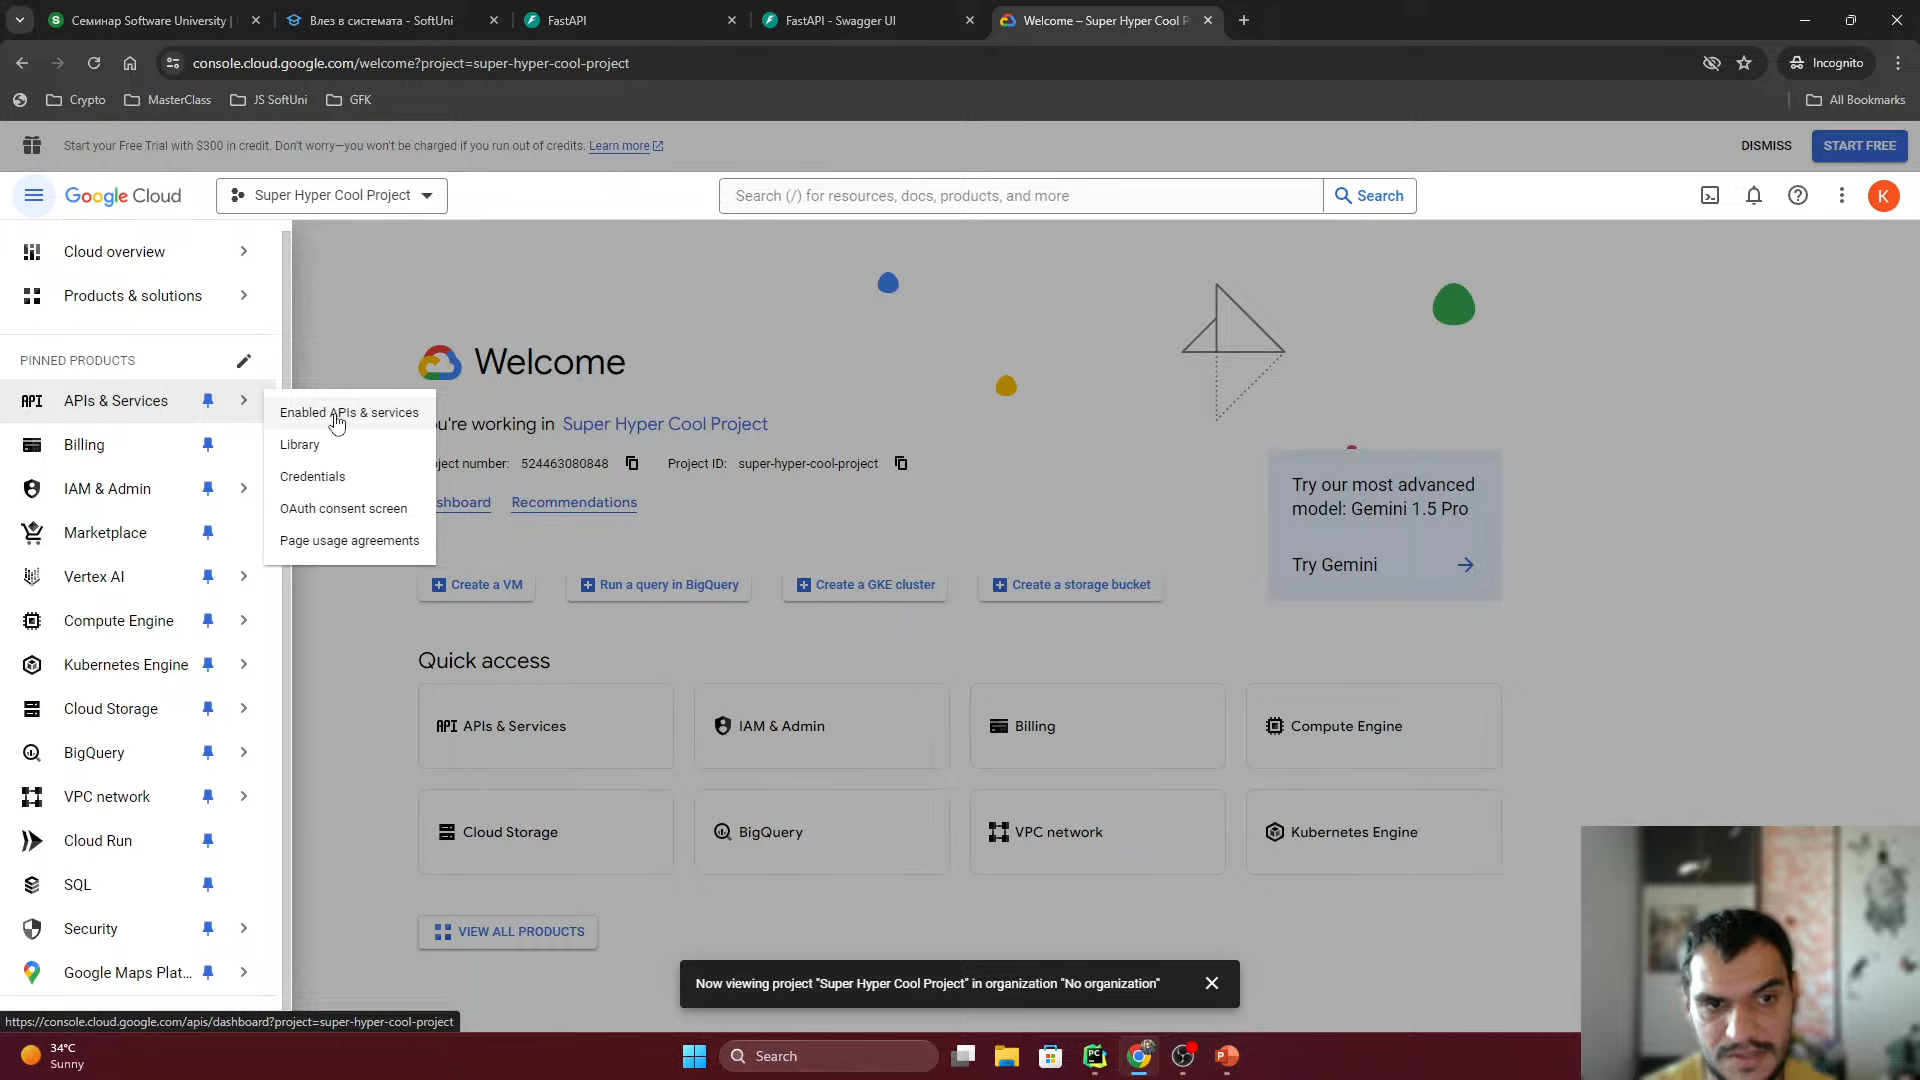 Семинар Software University |
Влез в системата - SoftUni
FastAPI
FastAPI - Swagger UI
Welcome – Super Hyper Cool P
console.cloud.google.com/welcome?project=super-hyper-cool-project
Incognito
Crypto
MasterClass
JS SoftUni
GFK
All Bookmarks
Start your Free Trial with $300 in credit. Don't worry—you won't be charged if you run out of credits. Learn more
DISMISS
START FREE
Google Cloud
Super Hyper Cool Project
Search (/) for resources, docs, products, and more
Search
K
Cloud overview
Products & solutions
PINNED PRODUCTS
API APIs & Services
Billing
IAM & Admin
Marketplace
Vertex AI
Compute Engine
Kubernetes Engine
Cloud Storage
BigQuery
VPC network
Cloud Run
SQL
Security
Google Maps Plat...
Enabled APIs & services
Library
Credentials
OAuth consent screen
Page usage agreements
Welcome
u're working in Super Hyper Cool Project
ject number: 524463080848
Project ID: super-hyper-cool-project
shboard
Recommendations
Create a VM
Run a query in BigQuery
Create a GKE cluster
Create a storage bucket
Try our most advanced
model: Gemini 1.5 Pro
Try Gemini
Quick access
API APIs & Services
IAM & Admin
Billing
Compute Engine
Cloud Storage
BigQuery
VPC network
Kubernetes Engine
VIEW ALL PRODUCTS
Now viewing project "Super Hyper Cool Project" in organization "No organization"
https://console.cloud.google.com/apis/dashboard?project=super-hyper-cool-project
34°C
Sunny
Search
PC
P